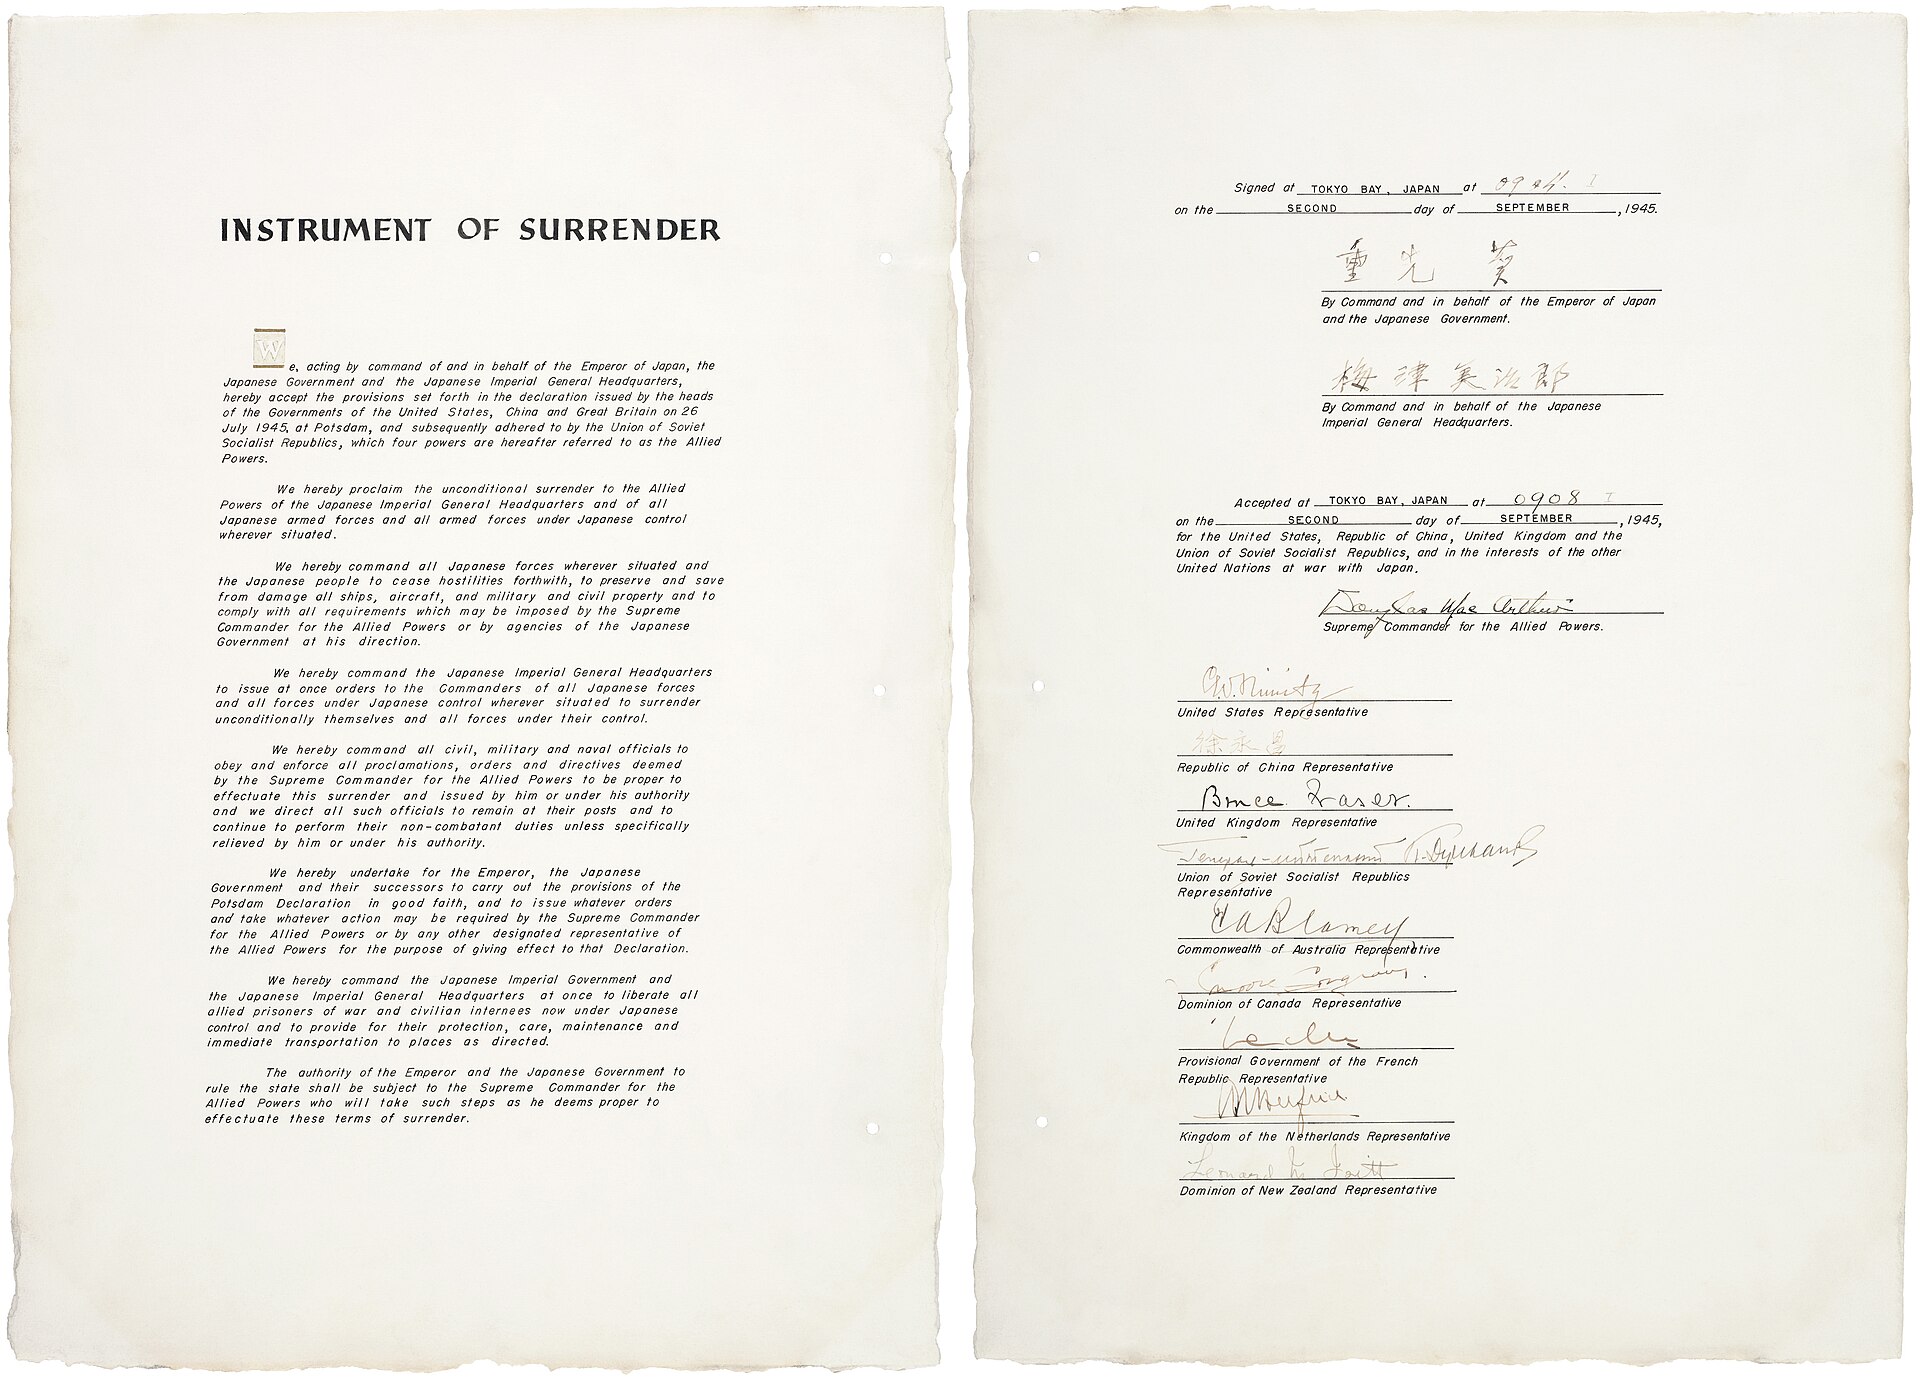 INSTRUMENT OF SURRENDER
We, acting by command of and in behalf of the Emperor of Japan, the
Japanese Government and the Japanese Imperial General Headquarters,
hereby accept the provisions set forth in the declaration issued by the heads
of the Governments of the United States, China and Great Britain on 26
July 1945, at Potsdam, and subsequently adhered to by the Union of Soviet
Socialist Republics, which four powers are hereafter referred to as the Allied
Powers.
We hereby proclaim the unconditional surrender to the Allied
Powers of the Japanese Imperial General Headquarters and of all
Japanese armed forces and all armed forces under Japanese control
wherever situated.
We hereby command all Japanese forces wherever situated and
the Japanese people to cease hostilities forthwith, to preserve and save
from damage all ships, aircraft, and military and civil property and to
comply with all requirements which may be imposed by the Supreme
Commander for the Allied Powers or by agencies of the Japanese
Government at his direction.
We hereby command the Japanese Imperial General Headquarters
to issue at once orders to the Commanders of all Japanese forces
and all forces under Japanese control wherever situated to surrender
unconditionally themselves and all forces under their control.
We hereby command all civil, military and naval officials to
obey and enforce all proclamations, orders and directives deemed
by the Supreme Commander for the Allied Powers to be proper to
effectuate this surrender and issued by him or under his authority
and we direct all such officials to remain at their posts and to
continue to perform their non-combatant duties unless specifically
relieved by him or under his authority.
We hereby undertake for the Emperor, the Japanese
Government and their successors to carry out the provisions of the
Potsdam Declaration in good faith, and to issue whatever orders
and take whatever action may be required by the Supreme Commander
for the Allied Powers or by any other designated representative of
the Allied Powers for the purpose of giving effect to that Declaration.
We hereby command the Japanese Imperial Government and
the Japanese Imperial General Headquarters at once to liberate all
allied prisoners of war and civilian internees now under Japanese
control and to provide for their protection, care, maintenance and
immediate transportation to places as directed.
The authority of the Emperor and the Japanese Government to
rule the state shall be subject to the Supreme Commander for the
Allied Powers who will take such steps as he deems proper to
effectuate these terms of surrender.
Signed at TOKYO BAY, JAPAN at 0904 I
on the SECOND day of SEPTEMBER, 1945.
重光 葵
By Command and in behalf of the Emperor of Japan
and the Japanese Government.
梅津美治郎
By Command and in behalf of the Japanese
Imperial General Headquarters.
Accepted at TOKYO BAY, JAPAN at 0908 I
on the SECOND day of SEPTEMBER, 1945,
for the United States, Republic of China, United Kingdom and the
Union of Soviet Socialist Republics, and in the interests of the other
United Nations at war with Japan.
Douglas MacArthur
Supreme Commander for the Allied Powers.
C.W. Nimitz
United States Representative
徐永昌
Republic of China Representative
Bruce Fraser.
United Kingdom Representative
Union of Soviet Socialist Republics
Representative
T A Blamey
Commonwealth of Australia Representative
Dominion of Canada Representative
Provisional Government of the French
Republic Representative
Kingdom of the Netherlands Representative
Leonard M Isitt
Dominion of New Zealand Representative